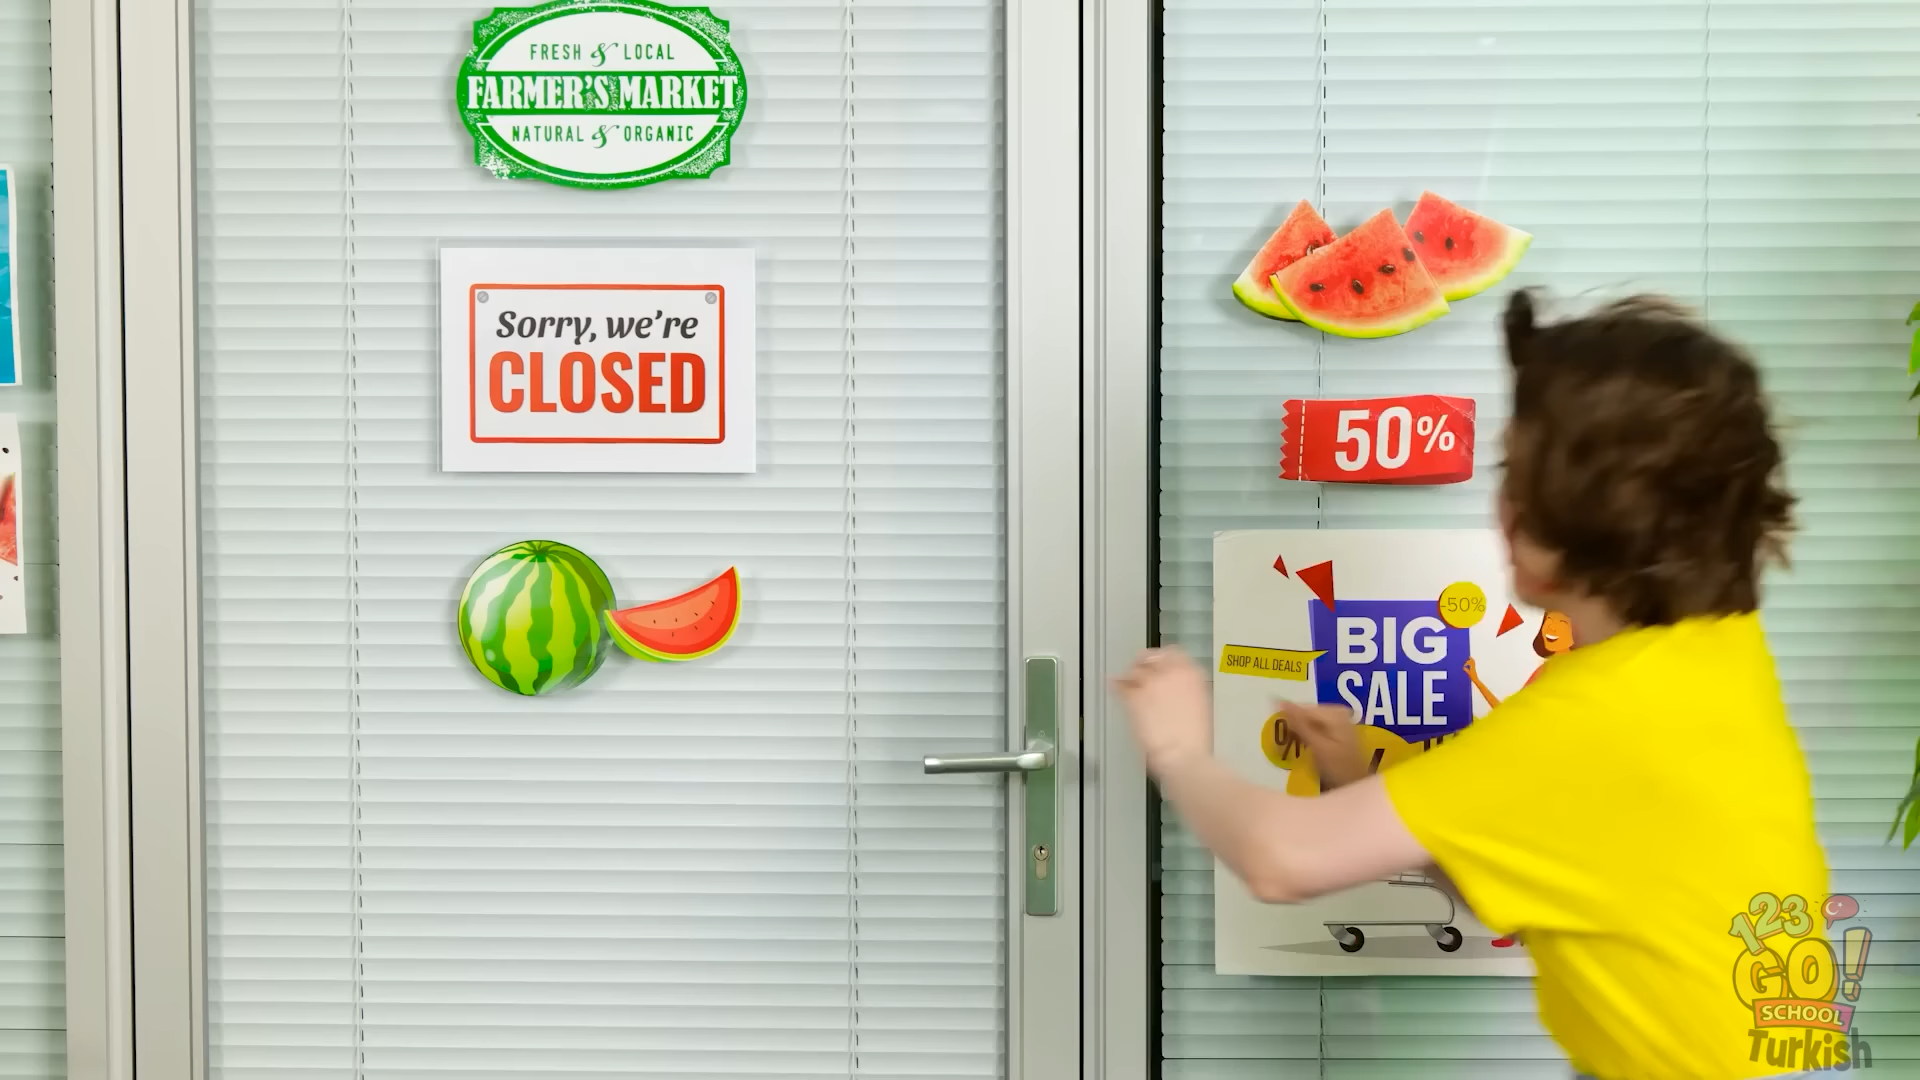 FRESH & LOCAL
FARMER'S MARKET
NATURAL & ORGANIC
Sorry, we're
CLOSED
50%
-50%
BIG
SALE
SHOP ALL DEALS
%
123
GO!
SCHOOL
Turkish